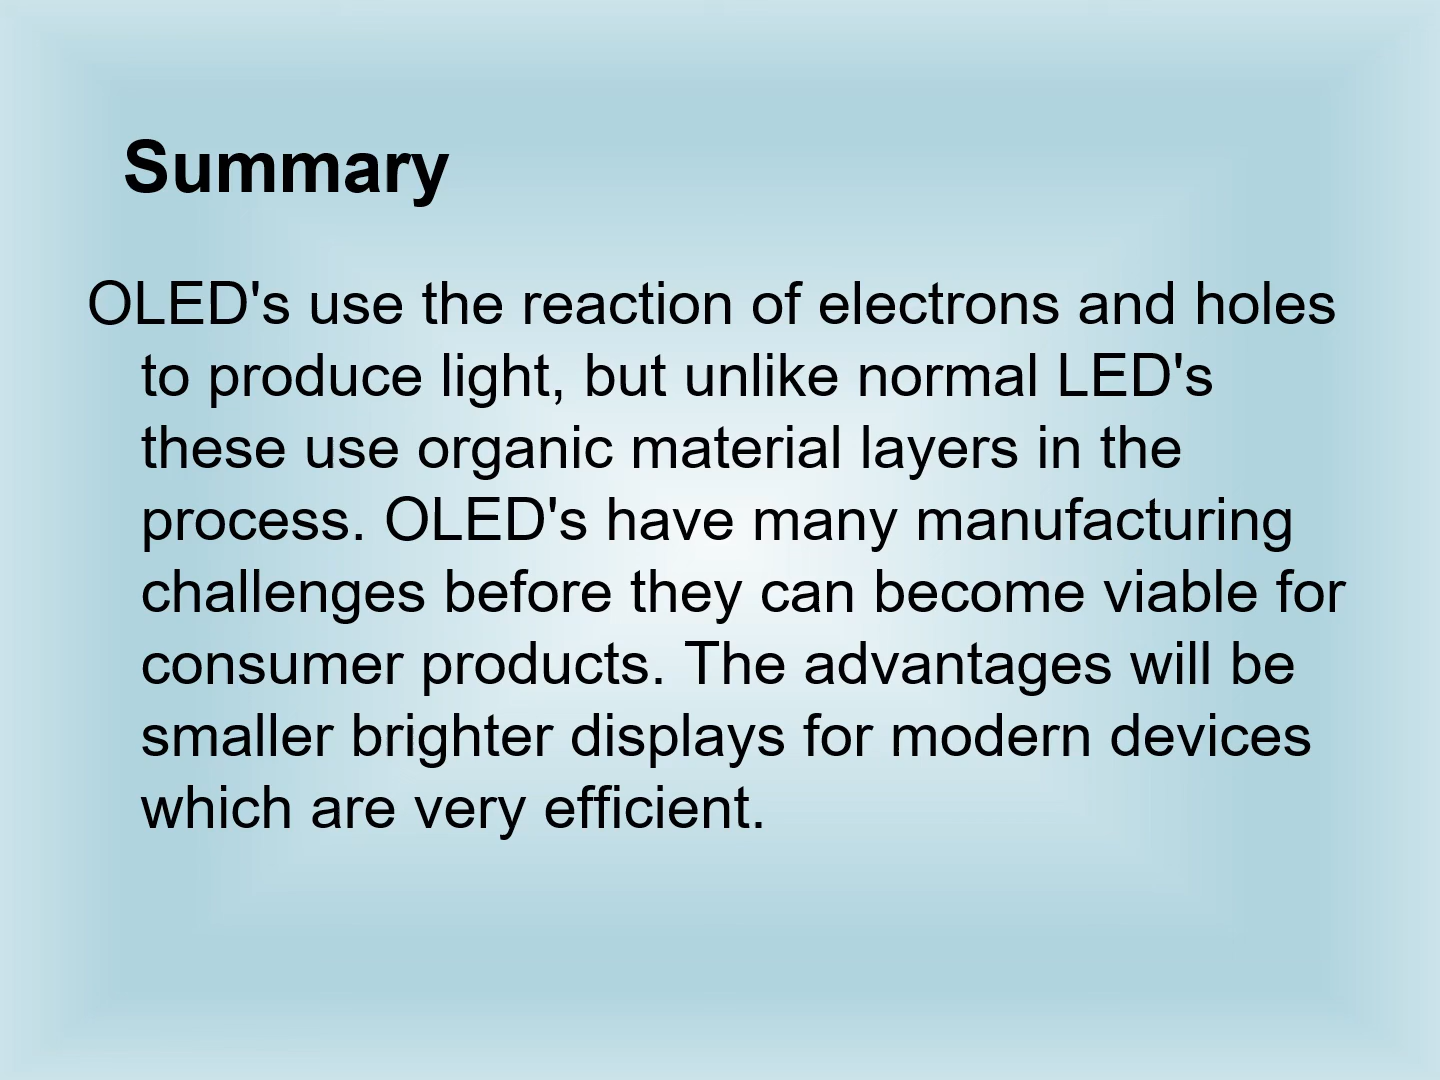 Summary
OLED's use the reaction of electrons and holes
to produce light, but unlike normal LED's
these use organic material layers in the
process. OLED's have many manufacturing
challenges before they can become viable for
consumer products. The advantages will be
smaller brighter displays for modern devices
which are very efficient.